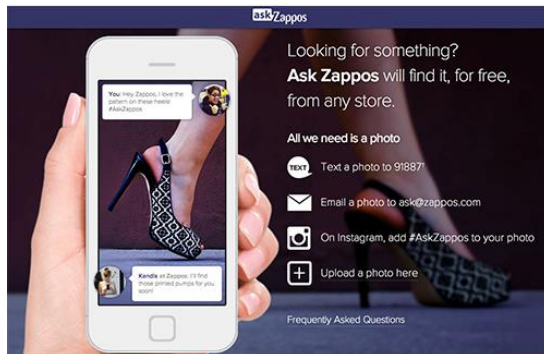 askZappos
Looking for something?
Ask Zappos will find it, for free,
from any store.
All we need is a photo
TEXT Text a photo to 91887†
Email a photo to ask@zappos.com
On Instagram, add #AskZappos to your photo
Upload a photo here
Frequently Asked Questions
You: Hey Zappos, I love the
pattern on these heels!
#AskZappos
Kendis at Zappos: I'll find
those printed pumps for you
soon!